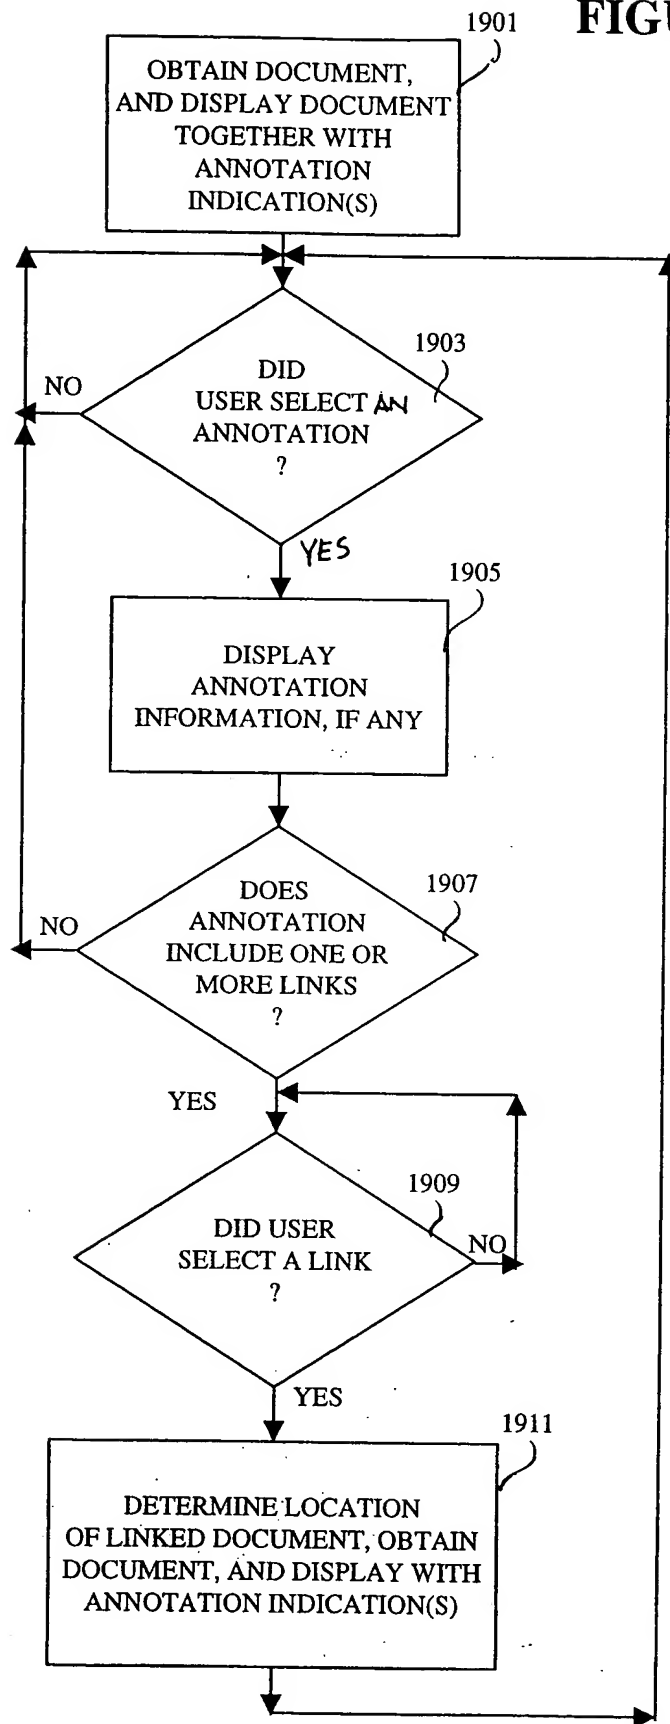 1901
OBTAIN DOCUMENT,
AND DISPLAY DOCUMENT
TOGETHER WITH
ANNOTATION
INDICATION(S)
1903
DID
USER SELECT AN
ANNOTATION
?
NO
YES
1905
DISPLAY
ANNOTATION
INFORMATION, IF ANY
1907
DOES
ANNOTATION
INCLUDE ONE OR
MORE LINKS
?
NO
YES
1909
DID USER
SELECT A LINK
?
NO
YES
1911
DETERMINE LOCATION
OF LINKED DOCUMENT, OBTAIN
DOCUMENT, AND DISPLAY WITH
ANNOTATION INDICATION(S)